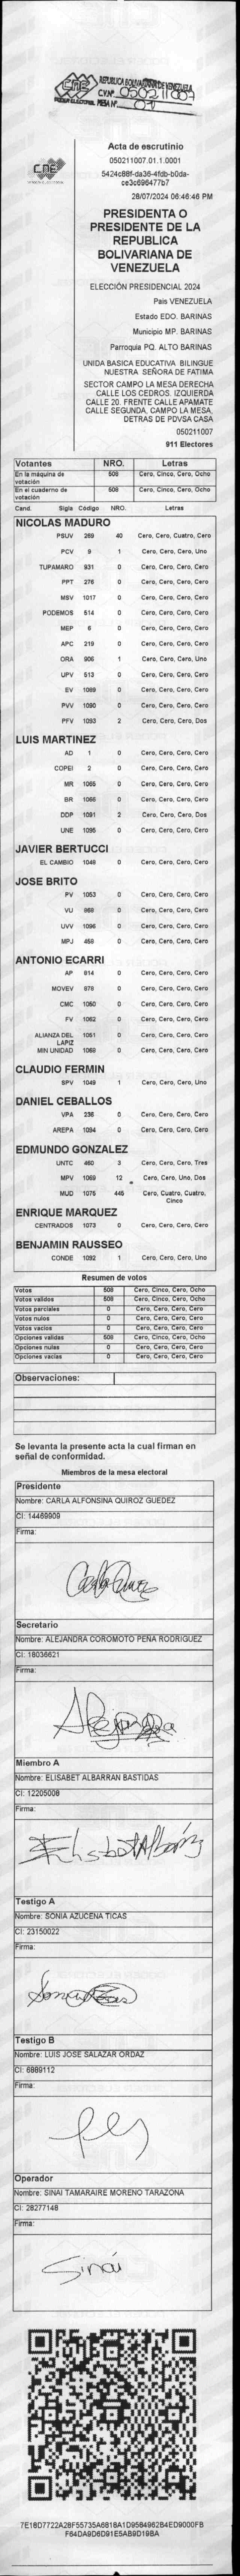 CNE
PODER ELECTORAL
REPUBLICA BOLIVARIANA DE VENEZUELA
CVN° 050211007
MESA N° 01
CNE
Acta de escrutinio
050211007.01.1.0001
5424c88f-da36-4fdb-b0da-
ce3c696477b7
28/07/2024 06:46:46 PM
PRESIDENTA O
PRESIDENTE DE LA
REPUBLICA
BOLIVARIANA DE
VENEZUELA
ELECCIÓN PRESIDENCIAL 2024
Pais VENEZUELA
Estado EDO. BARINAS
Municipio MP. BARINAS
Parroquia PQ. ALTO BARINAS
UNIDA BASICA EDUCATIVA BILINGUE
NUESTRA SEÑORA DE FATIMA
SECTOR CAMPO LA MESA DERECHA
CALLE LOS CEDROS. IZQUIERDA
CALLE 20. FRENTE CALLE APAMATE
CALLE SEGUNDA, CAMPO LA MESA,
DETRAS DE PDVSA CASA
050211007
911 Electores
Votantes NRO. Letras
En la máquina de votación 508 Cero, Cinco, Cero, Ocho
En el cuaderno de votación 508 Cero, Cinco, Cero, Ocho
Cand. Sigla Código NRO. Letras
NICOLAS MADURO
PSUV 269 40 Cero, Cero, Cuatro, Cero
PCV 9 1 Cero, Cero, Cero, Uno
TUPAMARO 931 0 Cero, Cero, Cero, Cero
PPT 276 0 Cero, Cero, Cero, Cero
MSV 1017 0 Cero, Cero, Cero, Cero
PODEMOS 514 0 Cero, Cero, Cero, Cero
MEP 6 0 Cero, Cero, Cero, Cero
APC 219 0 Cero, Cero, Cero, Cero
ORA 906 1 Cero, Cero, Cero, Uno
UPV 513 0 Cero, Cero, Cero, Cero
EV 1089 0 Cero, Cero, Cero, Cero
PVV 1090 0 Cero, Cero, Cero, Cero
PFV 1093 2 Cero, Cero, Cero, Dos
LUIS MARTINEZ
AD 1 0 Cero, Cero, Cero, Cero
COPEI 2 0 Cero, Cero, Cero, Cero
MR 1065 0 Cero, Cero, Cero, Cero
BR 1066 0 Cero, Cero, Cero, Cero
DDP 1091 2 Cero, Cero, Cero, Dos
UNE 1095 0 Cero, Cero, Cero, Cero
JAVIER BERTUCCI
EL CAMBIO 1048 0 Cero, Cero, Cero, Cero
JOSE BRITO
PV 1053 0 Cero, Cero, Cero, Cero
VU 868 0 Cero, Cero, Cero, Cero
UVV 1096 0 Cero, Cero, Cero, Cero
MPJ 458 0 Cero, Cero, Cero, Cero
ANTONIO ECARRI
AP 814 0 Cero, Cero, Cero, Cero
MOVEV 878 0 Cero, Cero, Cero, Cero
CMC 1050 0 Cero, Cero, Cero, Cero
FV 1062 0 Cero, Cero, Cero, Cero
ALIANZA DEL LAPIZ 1051 0 Cero, Cero, Cero, Cero
MIN UNIDAD 1068 0 Cero, Cero, Cero, Cero
CLAUDIO FERMIN
SPV 1049 1 Cero, Cero, Cero, Uno
DANIEL CEBALLOS
VPA 236 0 Cero, Cero, Cero, Cero
AREPA 1094 0 Cero, Cero, Cero, Cero
EDMUNDO GONZALEZ
UNTC 460 3 Cero, Cero, Cero, Tres
MPV 1069 12 Cero, Cero, Uno, Dos
MUD 1075 445 Cero, Cuatro, Cuatro, Cinco
ENRIQUE MARQUEZ
CENTRADOS 1073 0 Cero, Cero, Cero, Cero
BENJAMIN RAUSSEO
CONDE 1092 1 Cero, Cero, Cero, Uno
Resumen de votos
Votos 508 Cero, Cinco, Cero, Ocho
Votos validos 508 Cero, Cinco, Cero, Ocho
Votos parciales 0 Cero, Cero, Cero, Cero
Votos nulos 0 Cero, Cero, Cero, Cero
Votos vacios 0 Cero, Cero, Cero, Cero
Opciones validas 508 Cero, Cinco, Cero, Ocho
Opciones nulas 0 Cero, Cero, Cero, Cero
Opciones vacias 0 Cero, Cero, Cero, Cero
Observaciones:
Se levanta la presente acta la cual firman en
señal de conformidad.
Miembros de la mesa electoral
Presidente
Nombre: CARLA ALFONSINA QUIROZ GUEDEZ
CI: 14469909
Firma:
Secretario
Nombre: ALEJANDRA COROMOTO PENA RODRIGUEZ
CI: 18036621
Firma:
Alejandra
Miembro A
Nombre: ELISABET ALBARRAN BASTIDAS
CI: 12205008
Firma:
Elisabet Albarrán
Testigo A
Nombre: SONIA AZUCENA TICAS
CI: 23150022
Firma:
Testigo B
Nombre: LUIS JOSE SALAZAR ORDAZ
CI: 6889112
Firma:
Operador
Nombre: SINAI TAMARAIRE MORENO TARAZONA
CI: 28277148
Firma:
Sinai
7E18D7722A28F55735A6818A1D9584962B4ED9000FB
F64DA9D6D91E5AB9D19BA